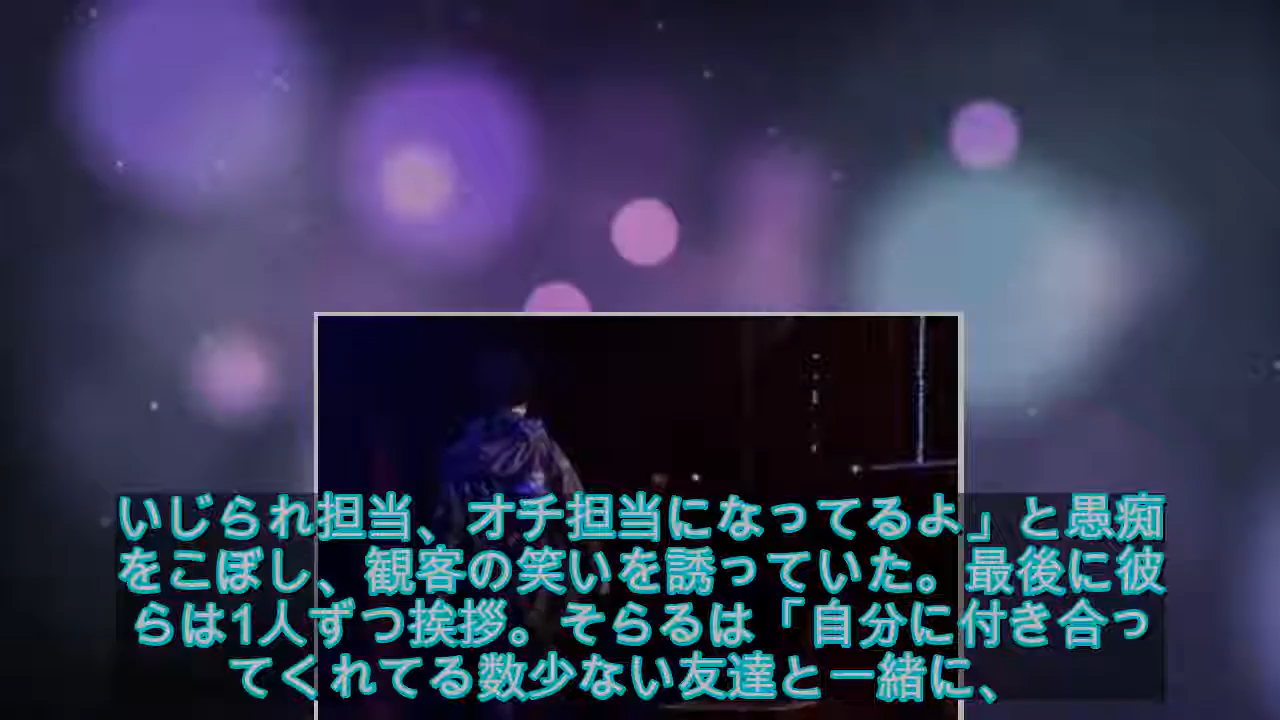 いじられ担当、オチ担当になってるよ」と愚痴
をこぼし、観客の笑いを誘っていた。最後に彼
らは1人ずつ挨拶。そらるは「自分に付き合っ
てくれてる数少ない友達と一緒に、